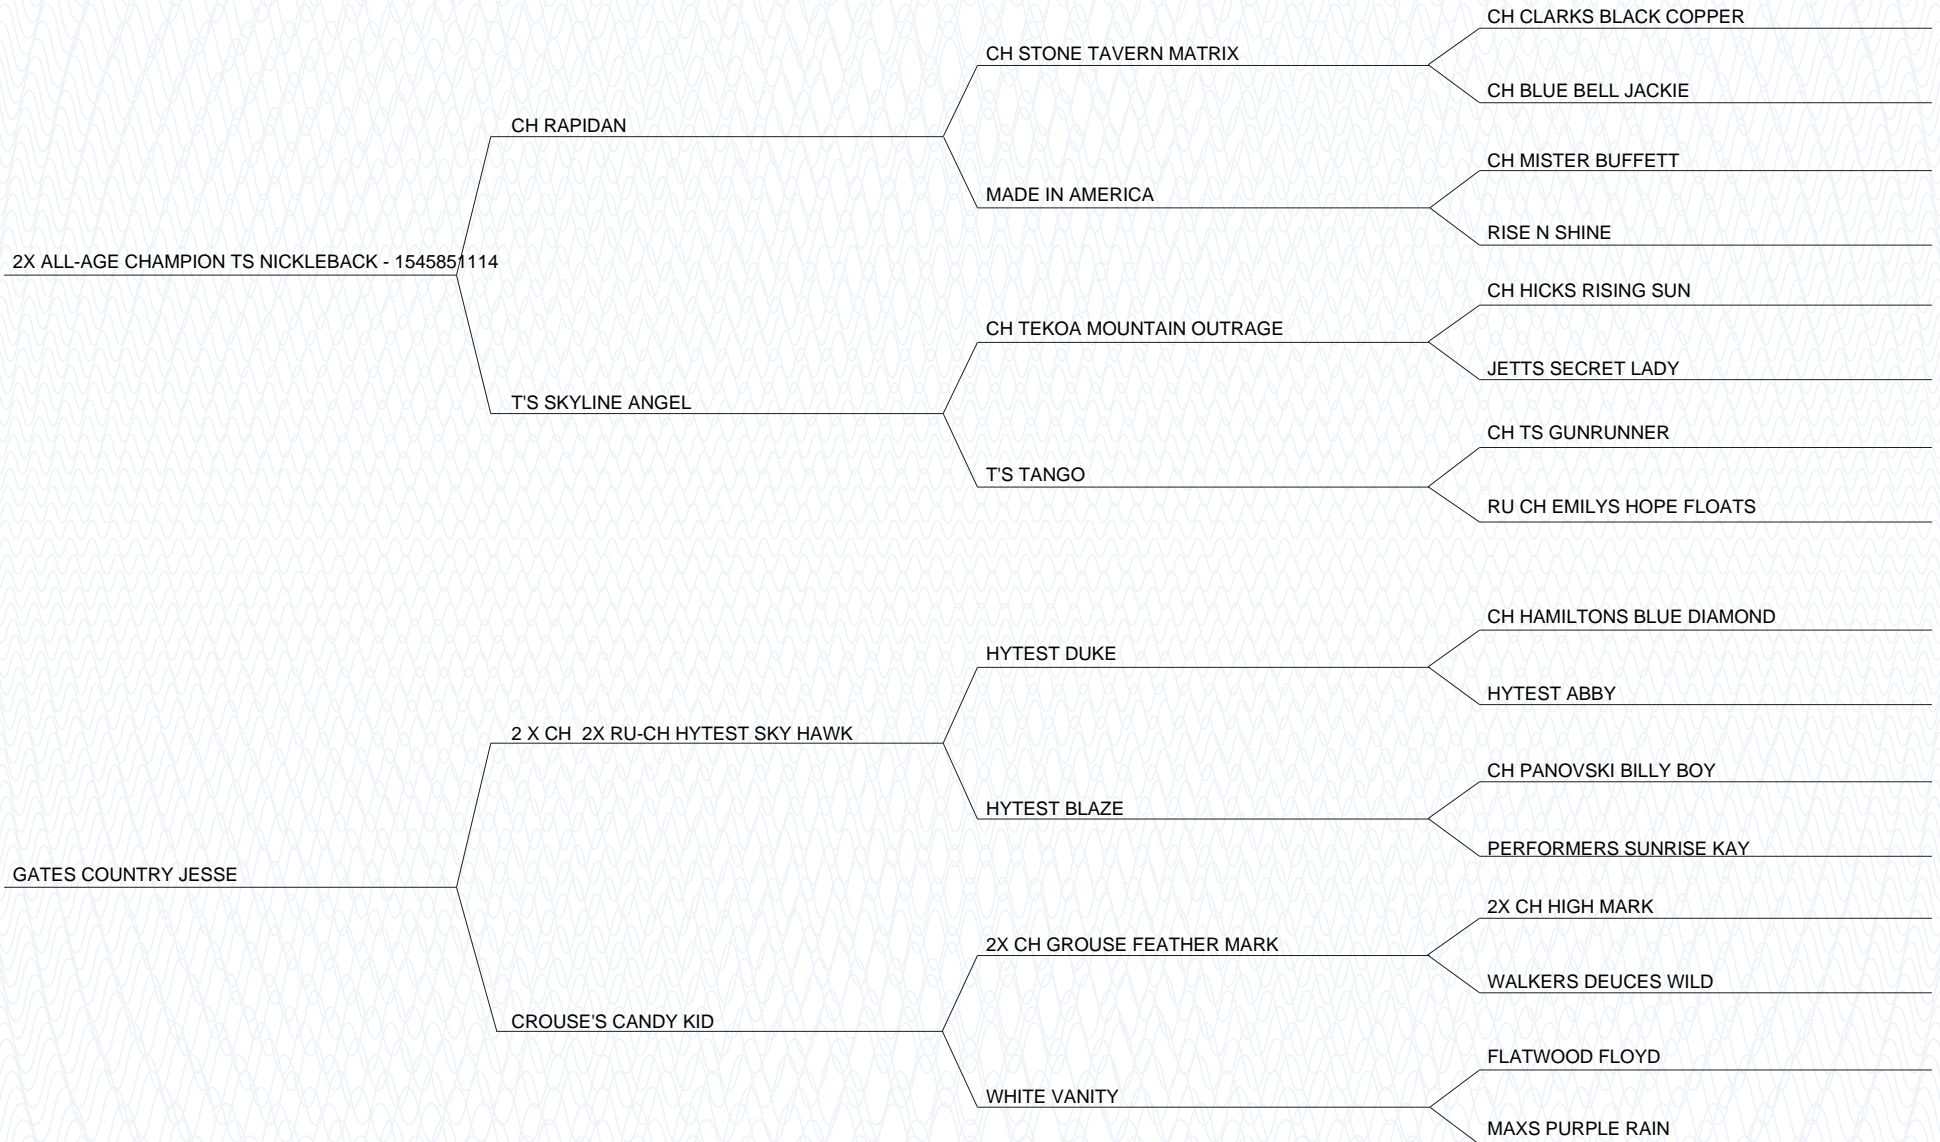 CH CLARKS BLACK COPPER
CH STONE TAVERN MATRIX
CH BLUE BELL JACKIE
CH RAPIDAN
CH MISTER BUFFETT
MADE IN AMERICA
RISE N SHINE
2X ALL-AGE CHAMPION TS NICKLEBACK - 1545851114
CH HICKS RISING SUN
CH TEKOA MOUNTAIN OUTRAGE
JETTS SECRET LADY
T'S SKYLINE ANGEL
CH TS GUNRUNNER
T'S TANGO
RU CH EMILYS HOPE FLOATS
CH HAMILTONS BLUE DIAMOND
HYTEST DUKE
HYTEST ABBY
2 X CH  2X RU-CH HYTEST SKY HAWK
CH PANOVSKI BILLY BOY
HYTEST BLAZE
PERFORMERS SUNRISE KAY
GATES COUNTRY JESSE
2X CH HIGH MARK
2X CH GROUSE FEATHER MARK
WALKERS DEUCES WILD
CROUSE'S CANDY KID
FLATWOOD FLOYD
WHITE VANITY
MAXS PURPLE RAIN